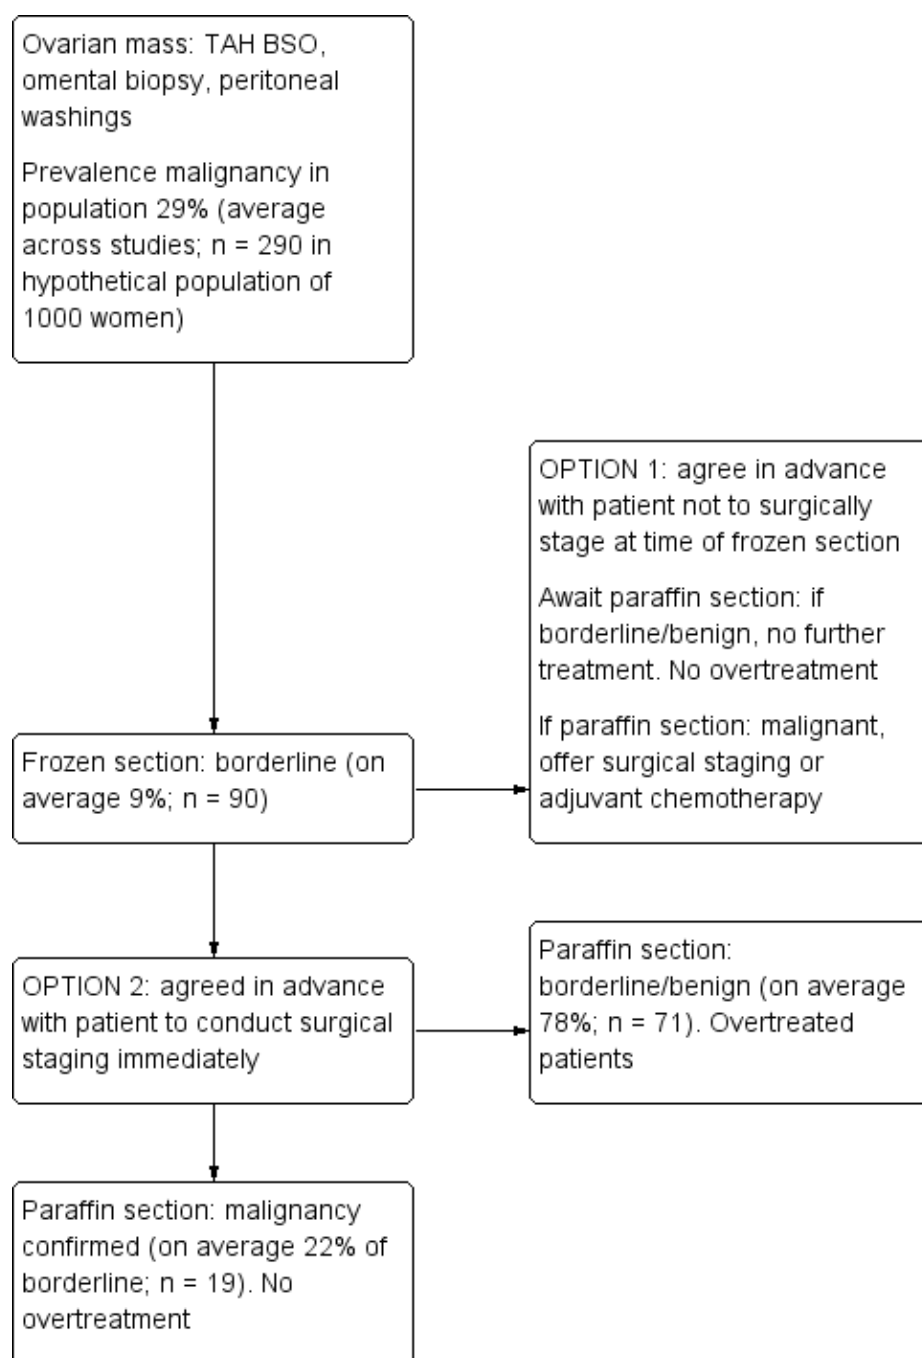 Ovarian mass: TAH BSO,
omental biopsy, peritoneal
washings
Prevalence malignancy in
population 29% (average
across studies; n = 290 in
hypothetical population of
1000 women)
OPTION 1: agree in advance
with patient not to surgically
stage at time of frozen section
Await paraffin section: if
borderline/benign, no further
treatment. No overtreatment
If paraffin section: malignant,
offer surgical staging or
adjuvant chemotherapy
Frozen section: borderline (on
average 9%; n = 90)
OPTION 2: agreed in advance
with patient to conduct surgical
staging immediately
Paraffin section:
borderline/benign (on average
78%; n = 71). Overtreated
patients
Paraffin section: malignancy
confirmed (on average 22% of
borderline; n = 19). No
overtreatment